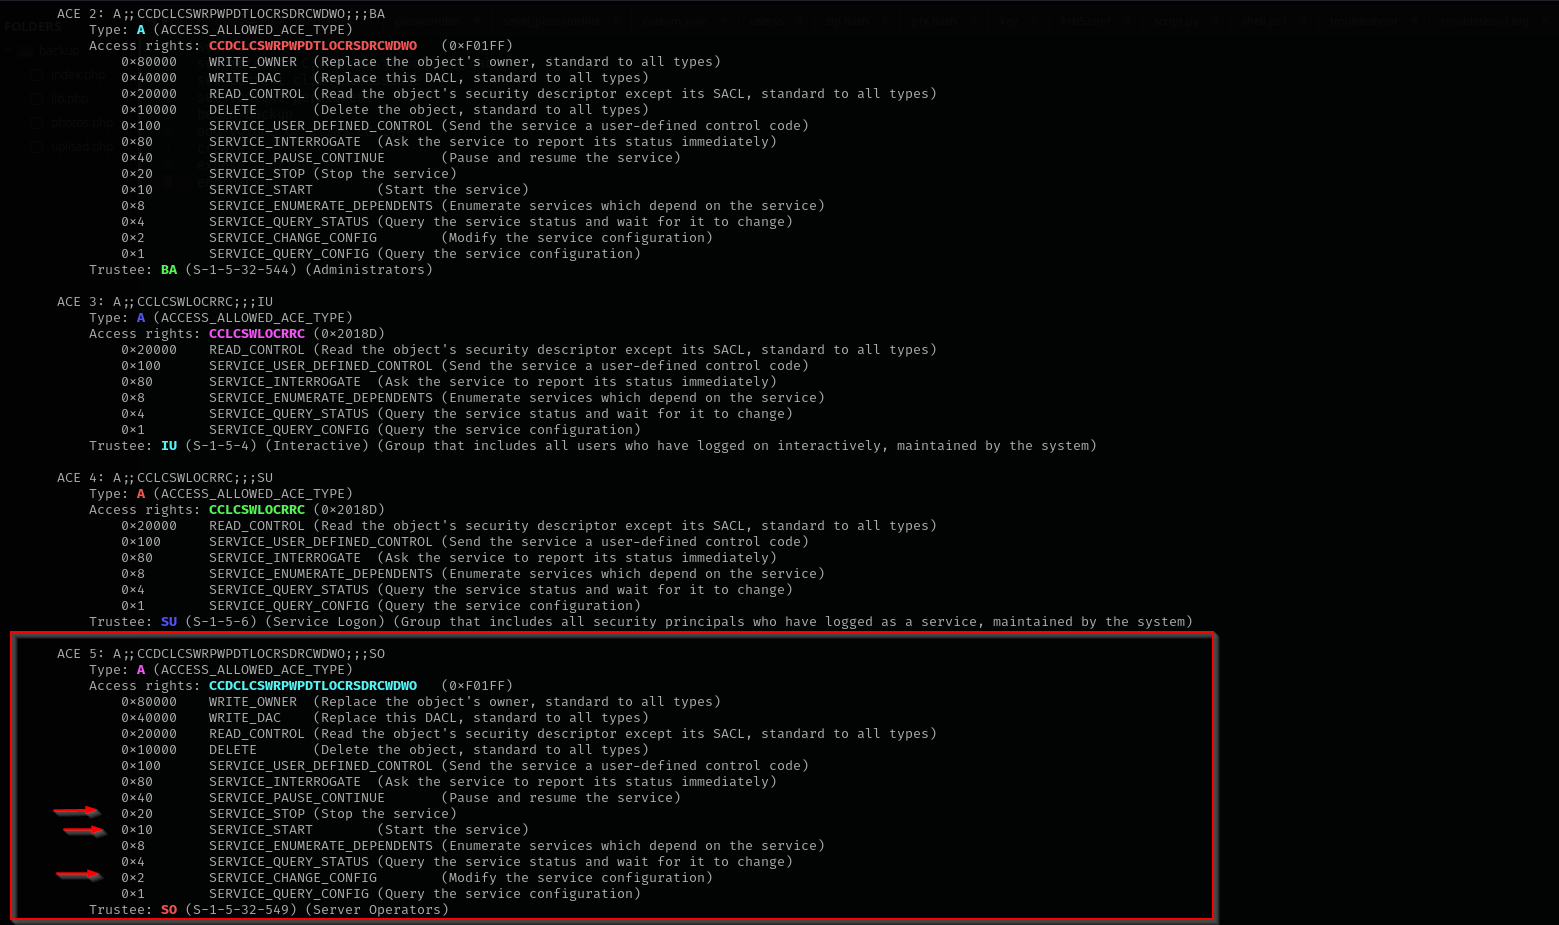 ACE 2: A;;CCDCLCSWRPWPDTLOCRSDRCWDWO;;;BA
Type: A (ACCESS_ALLOWED_ACE_TYPE)
Access rights: CCDCLCSWRPWPDTLOCRSDRCWDWO (0×F01FF)
0×80000 WRITE_OWNER (Replace the object's owner, standard to all types)
0×40000 WRITE_DAC (Replace this DACL, standard to all types)
0×20000 READ_CONTROL (Read the object's security descriptor except its SACL, standard to all types)
0×10000 DELETE (Delete the object, standard to all types)
0×100 SERVICE_USER_DEFINED_CONTROL (Send the service a user-defined control code)
0×80 SERVICE_INTERROGATE (Ask the service to report its status immediately)
0×40 SERVICE_PAUSE_CONTINUE (Pause and resume the service)
0×20 SERVICE_STOP (Stop the service)
0×10 SERVICE_START (Start the service)
0×8 SERVICE_ENUMERATE_DEPENDENTS (Enumerate services which depend on the service)
0×4 SERVICE_QUERY_STATUS (Query the service status and wait for it to change)
0×2 SERVICE_CHANGE_CONFIG (Modify the service configuration)
0×1 SERVICE_QUERY_CONFIG (Query the service configuration)
Trustee: BA (S-1-5-32-544) (Administrators)
ACE 3: A;;CCLCSWLOCRRC;;;IU
Type: A (ACCESS_ALLOWED_ACE_TYPE)
Access rights: CCLCSWLOCRRC (0×2018D)
0×20000 READ_CONTROL (Read the object's security descriptor except its SACL, standard to all types)
0×100 SERVICE_USER_DEFINED_CONTROL (Send the service a user-defined control code)
0×80 SERVICE_INTERROGATE (Ask the service to report its status immediately)
0×8 SERVICE_ENUMERATE_DEPENDENTS (Enumerate services which depend on the service)
0×4 SERVICE_QUERY_STATUS (Query the service status and wait for it to change)
0×1 SERVICE_QUERY_CONFIG (Query the service configuration)
Trustee: IU (S-1-5-4) (Interactive) (Group that includes all users who have logged on interactively, maintained by the system)
ACE 4: A;;CCLCSWLOCRRC;;;SU
Type: A (ACCESS_ALLOWED_ACE_TYPE)
Access rights: CCLCSWLOCRRC (0×2018D)
0×20000 READ_CONTROL (Read the object's security descriptor except its SACL, standard to all types)
0×100 SERVICE_USER_DEFINED_CONTROL (Send the service a user-defined control code)
0×80 SERVICE_INTERROGATE (Ask the service to report its status immediately)
0×8 SERVICE_ENUMERATE_DEPENDENTS (Enumerate services which depend on the service)
0×4 SERVICE_QUERY_STATUS (Query the service status and wait for it to change)
0×1 SERVICE_QUERY_CONFIG (Query the service configuration)
Trustee: SU (S-1-5-6) (Service Logon) (Group that includes all security principals who have logged as a service, maintained by the system)
ACE 5: A;;CCDCLCSWRPWPDTLOCRSDRCWDWO;;;SO
Type: A (ACCESS_ALLOWED_ACE_TYPE)
Access rights: CCDCLCSWRPWPDTLOCRSDRCWDWO (0×F01FF)
0×80000 WRITE_OWNER (Replace the object's owner, standard to all types)
0×40000 WRITE_DAC (Replace this DACL, standard to all types)
0×20000 READ_CONTROL (Read the object's security descriptor except its SACL, standard to all types)
0×10000 DELETE (Delete the object, standard to all types)
0×100 SERVICE_USER_DEFINED_CONTROL (Send the service a user-defined control code)
0×80 SERVICE_INTERROGATE (Ask the service to report its status immediately)
0×40 SERVICE_PAUSE_CONTINUE (Pause and resume the service)
0×20 SERVICE_STOP (Stop the service)
0×10 SERVICE_START (Start the service)
0×8 SERVICE_ENUMERATE_DEPENDENTS (Enumerate services which depend on the service)
0×4 SERVICE_QUERY_STATUS (Query the service status and wait for it to change)
0×2 SERVICE_CHANGE_CONFIG (Modify the service configuration)
0×1 SERVICE_QUERY_CONFIG (Query the service configuration)
Trustee: SO (S-1-5-32-549) (Server Operators)
FOLDERS
backup
index.php
lib.php
photos.php
upload.php